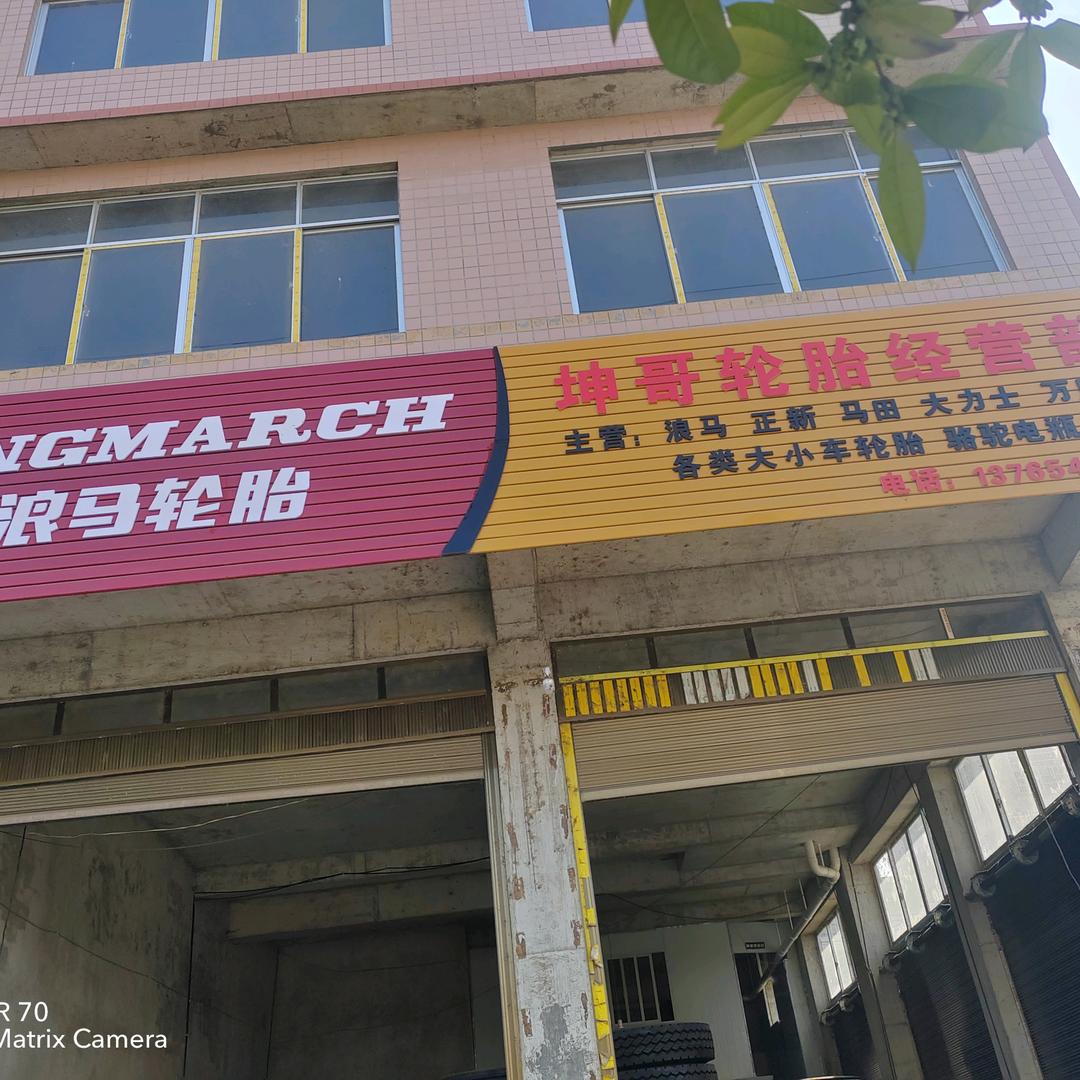 NGMARCH
浪马轮胎
坤哥轮胎经营部
主营：浪马 正新 马田 大力士 万
各类大小车轮胎 骆驼电瓶
电话：137654
R 70
Matrix Camera